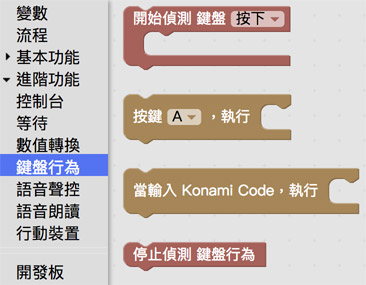 變數
流程
基本功能
進階功能
控制台
等待
數值轉換
鍵盤行為
語音聲控
語音朗讀
行動裝置
開發板
開始偵測 鍵盤 按下
按鍵 A ，執行
當輸入 Konami Code，執行
停止偵測 鍵盤行為